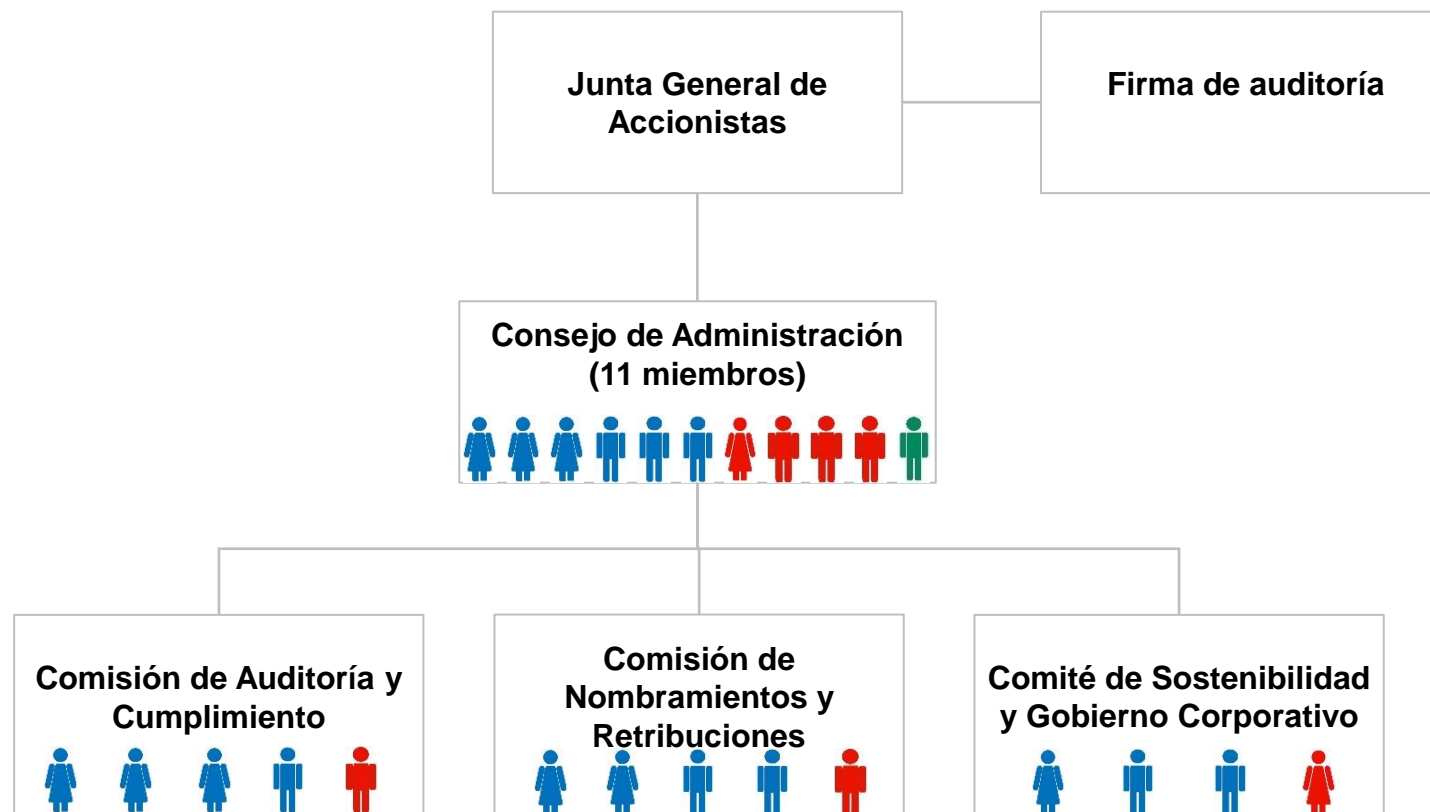 Junta General de
Accionistas
Firma de auditoría
Consejo de Administración
(11 miembros)
Comisión de Auditoría y
Cumplimiento
Comisión de
Nombramientos y
Retribuciones
Comité de Sostenibilidad
y Gobierno Corporativo